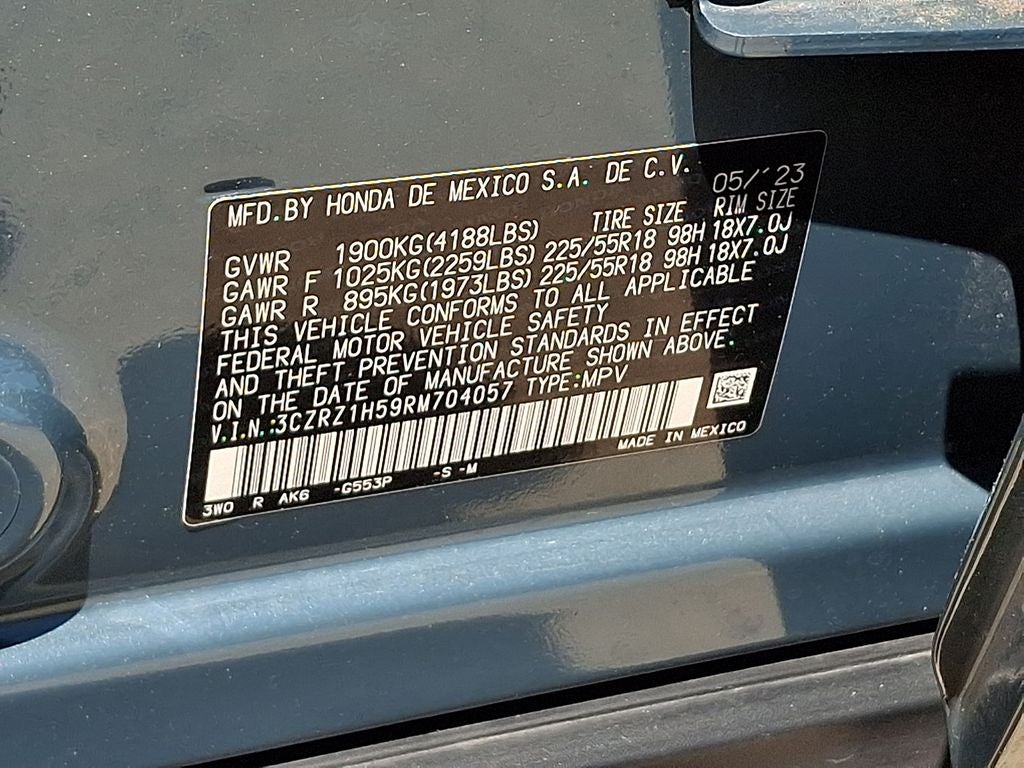 MFD.BY HONDA DE MEXICO S.A. DE C.V. 05/'23
TIRE SIZE RIM SIZE
GVWR 1900KG(4188LBS)
GAWR F 1025KG(2259LBS) 225/55R18 98H 18X7.0J
GAWR R 895KG(1973LBS) 225/55R18 98H 18X7.0J
THIS VEHICLE CONFORMS TO ALL APPLICABLE
FEDERAL MOTOR VEHICLE SAFETY
AND THEFT PREVENTION STANDARDS IN EFFECT
ON THE DATE OF MANUFACTURE SHOWN ABOVE.
V.I.N.:3CZRZ1H59RM704057 TYPE:MPV
3WO R AK6 -G553P -S -M MADE IN MEXICO